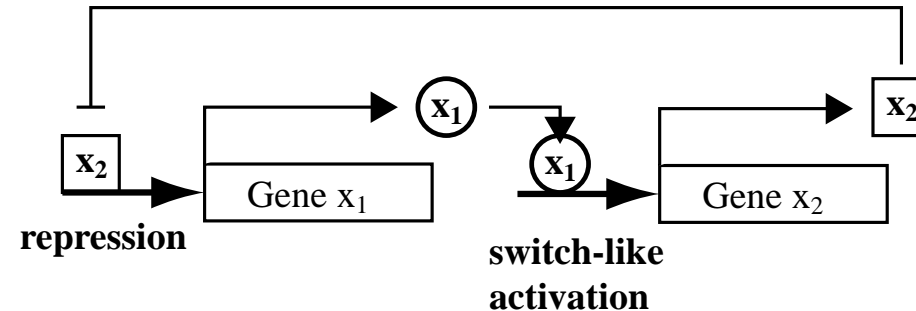 x₁
x₂
x₂
x₁
Gene x₁
Gene x₂
repression
switch-like
activation